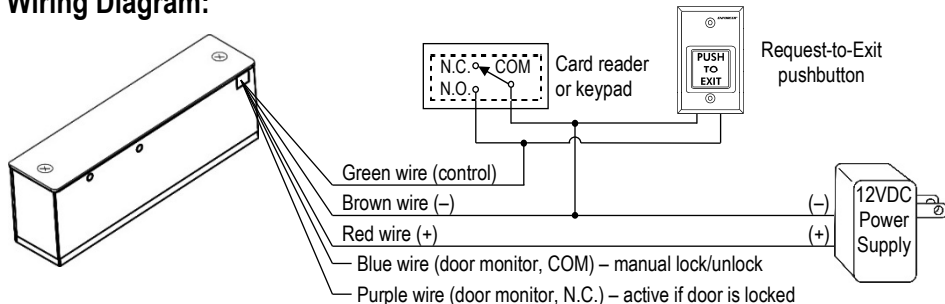 Wiring Diagram:
N.C. COM
N.O.
Card reader
or keypad
ENFORCER
PUSH
TO
EXIT
Request-to-Exit
pushbutton
Green wire (control)
Brown wire (–)
(–)
Red wire (+)
(+)
12VDC
Power
Supply
Blue wire (door monitor, COM) – manual lock/unlock
Purple wire (door monitor, N.C.) – active if door is locked